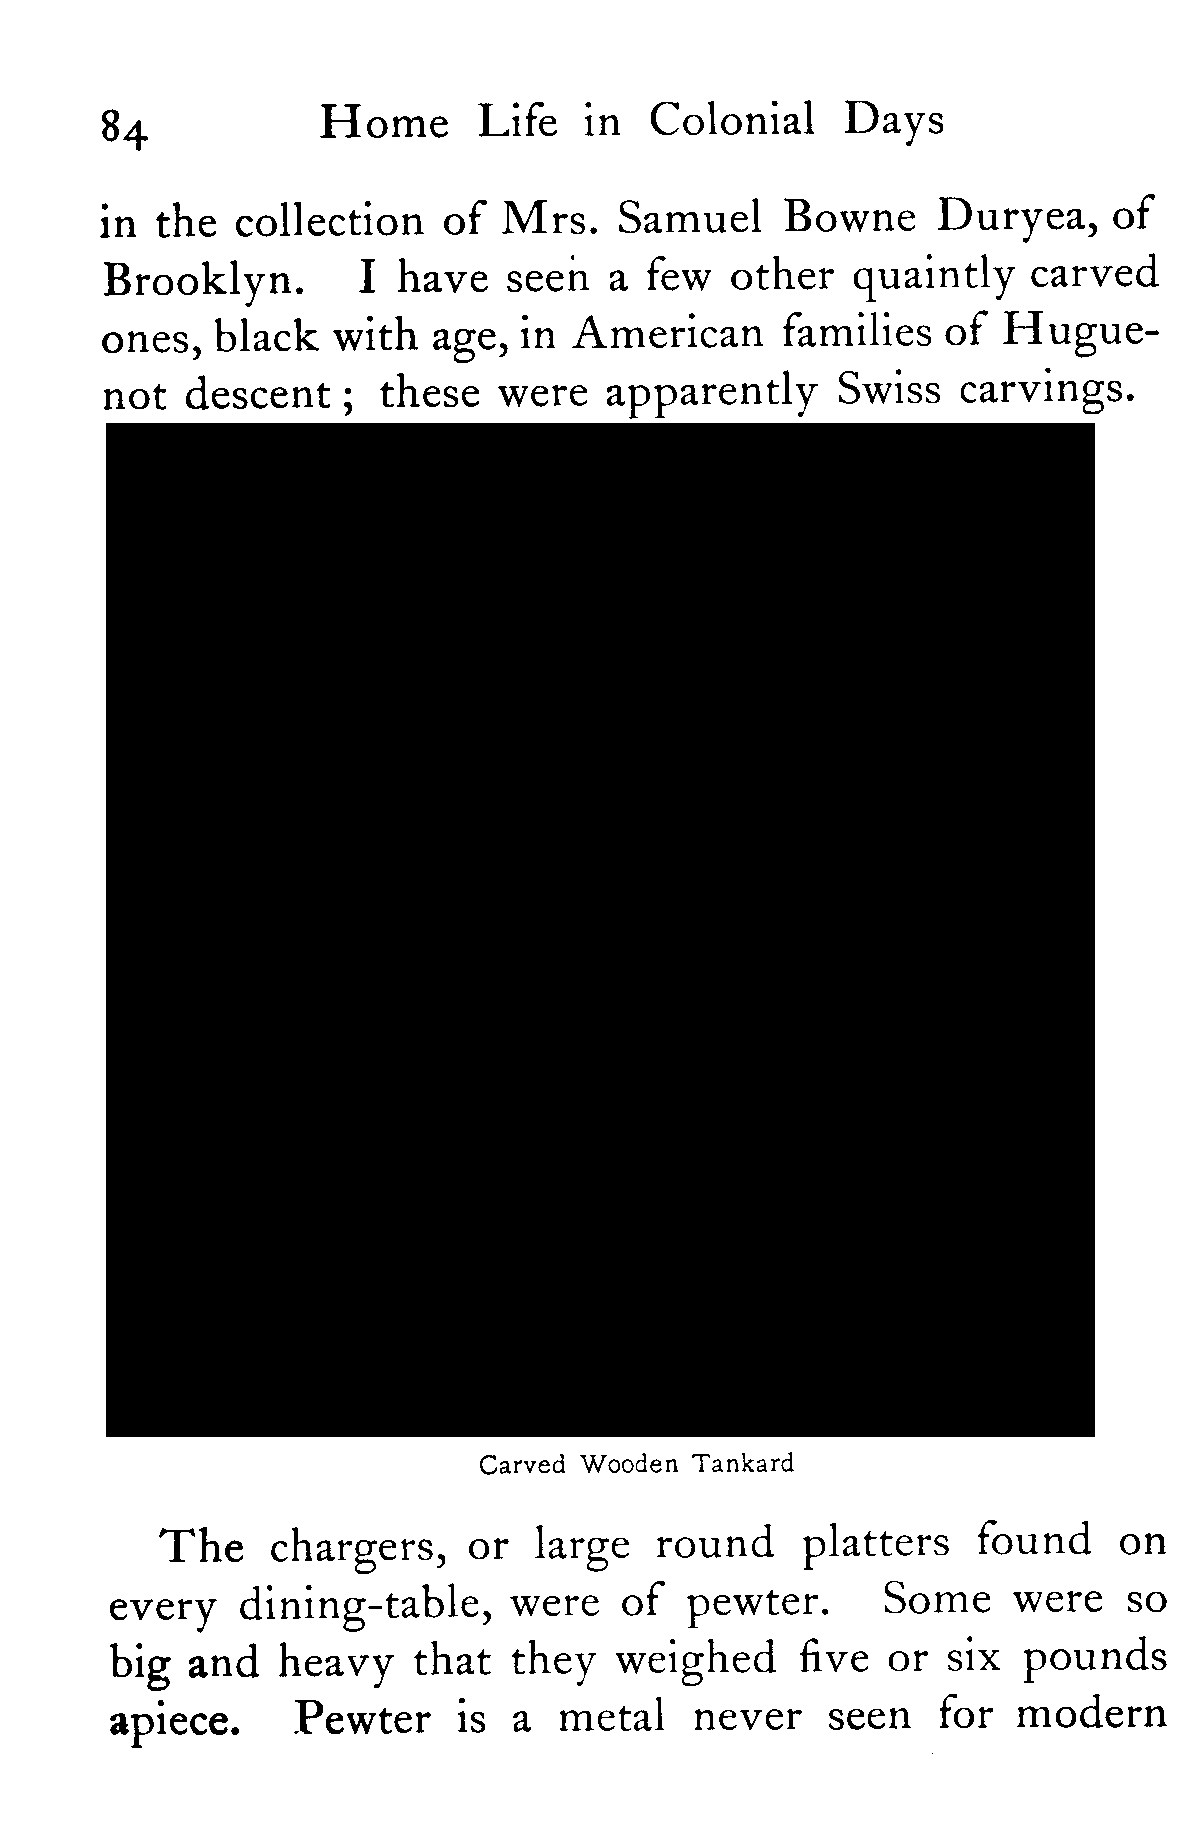 84 Home Life in Colonial Days
in the collection of Mrs. Samuel Bowne Duryea, of
Brooklyn. I have seen a few other quaintly carved
ones, black with age, in American families of Hugue-
not descent ; these were apparently Swiss carvings.
Carved Wooden Tankard
The chargers, or large round platters found on
every dining-table, were of pewter. Some were so
big and heavy that they weighed five or six pounds
apiece. Pewter is a metal never seen for modern